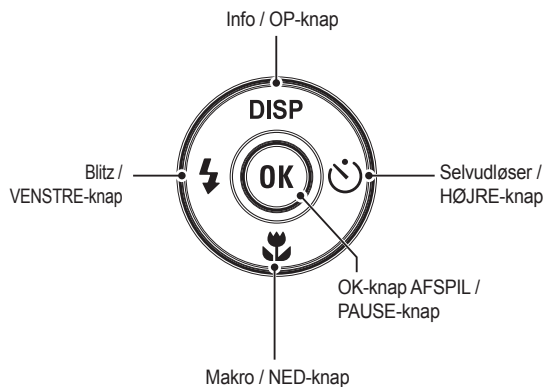 Info / OP-knap
DISP
Blitz /
VENSTRE-knap
OK
Selvudløser /
HØJRE-knap
OK-knap AFSPIL /
PAUSE-knap
Makro / NED-knap